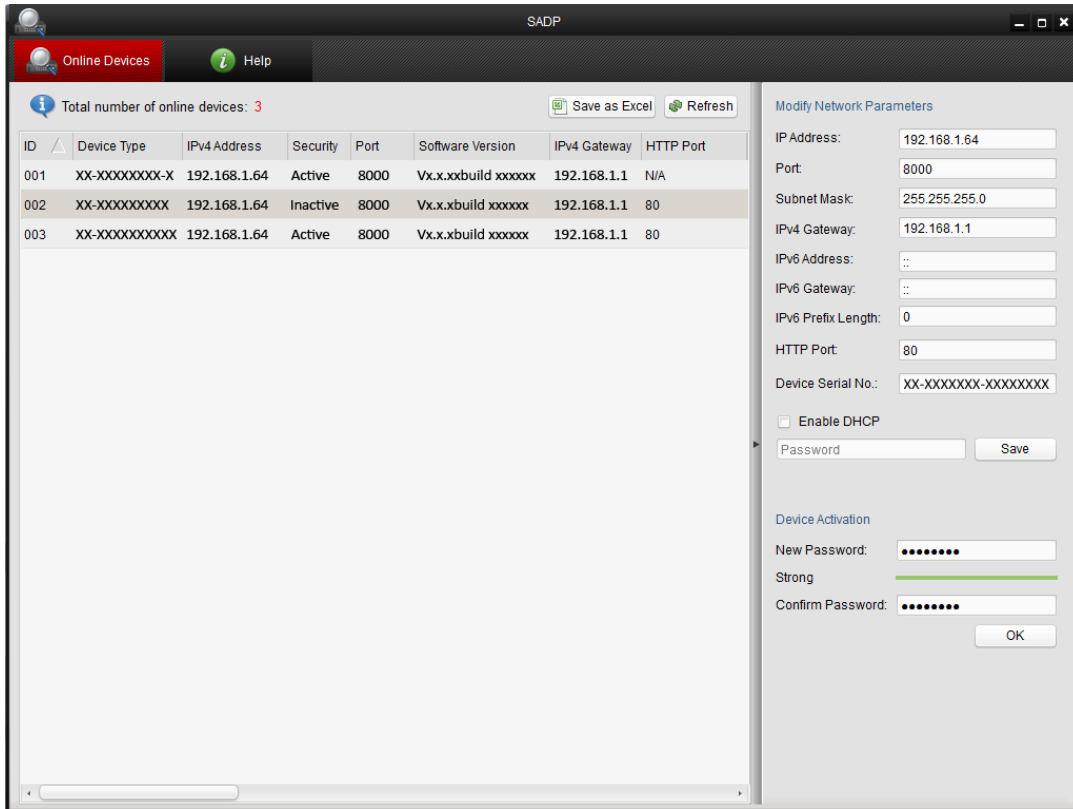 SADP
Online Devices Help
Total number of online devices: 3 Save as Excel Refresh
ID Device Type IPv4 Address Security Port Software Version IPv4 Gateway HTTP Port
001 XX-XXXXXXXX-X 192.168.1.64 Active 8000 Vx.x.xxbuild xxxxxx 192.168.1.1 N/A
002 XX-XXXXXXXXX 192.168.1.64 Inactive 8000 Vx.x.xbuild xxxxxx 192.168.1.1 80
003 XX-XXXXXXXXXX 192.168.1.64 Active 8000 Vx.x.xbuild xxxxxx 192.168.1.1 80
Modify Network Parameters
IP Address: 192.168.1.64
Port: 8000
Subnet Mask: 255.255.255.0
IPv4 Gateway: 192.168.1.1
IPv6 Address: ::
IPv6 Gateway: ::
IPv6 Prefix Length: 0
HTTP Port: 80
Device Serial No.: XX-XXXXXXX-XXXXXXXX
Enable DHCP
Password Save
Device Activation
New Password: ●●●●●●●●
Strong
Confirm Password: ●●●●●●●●
OK